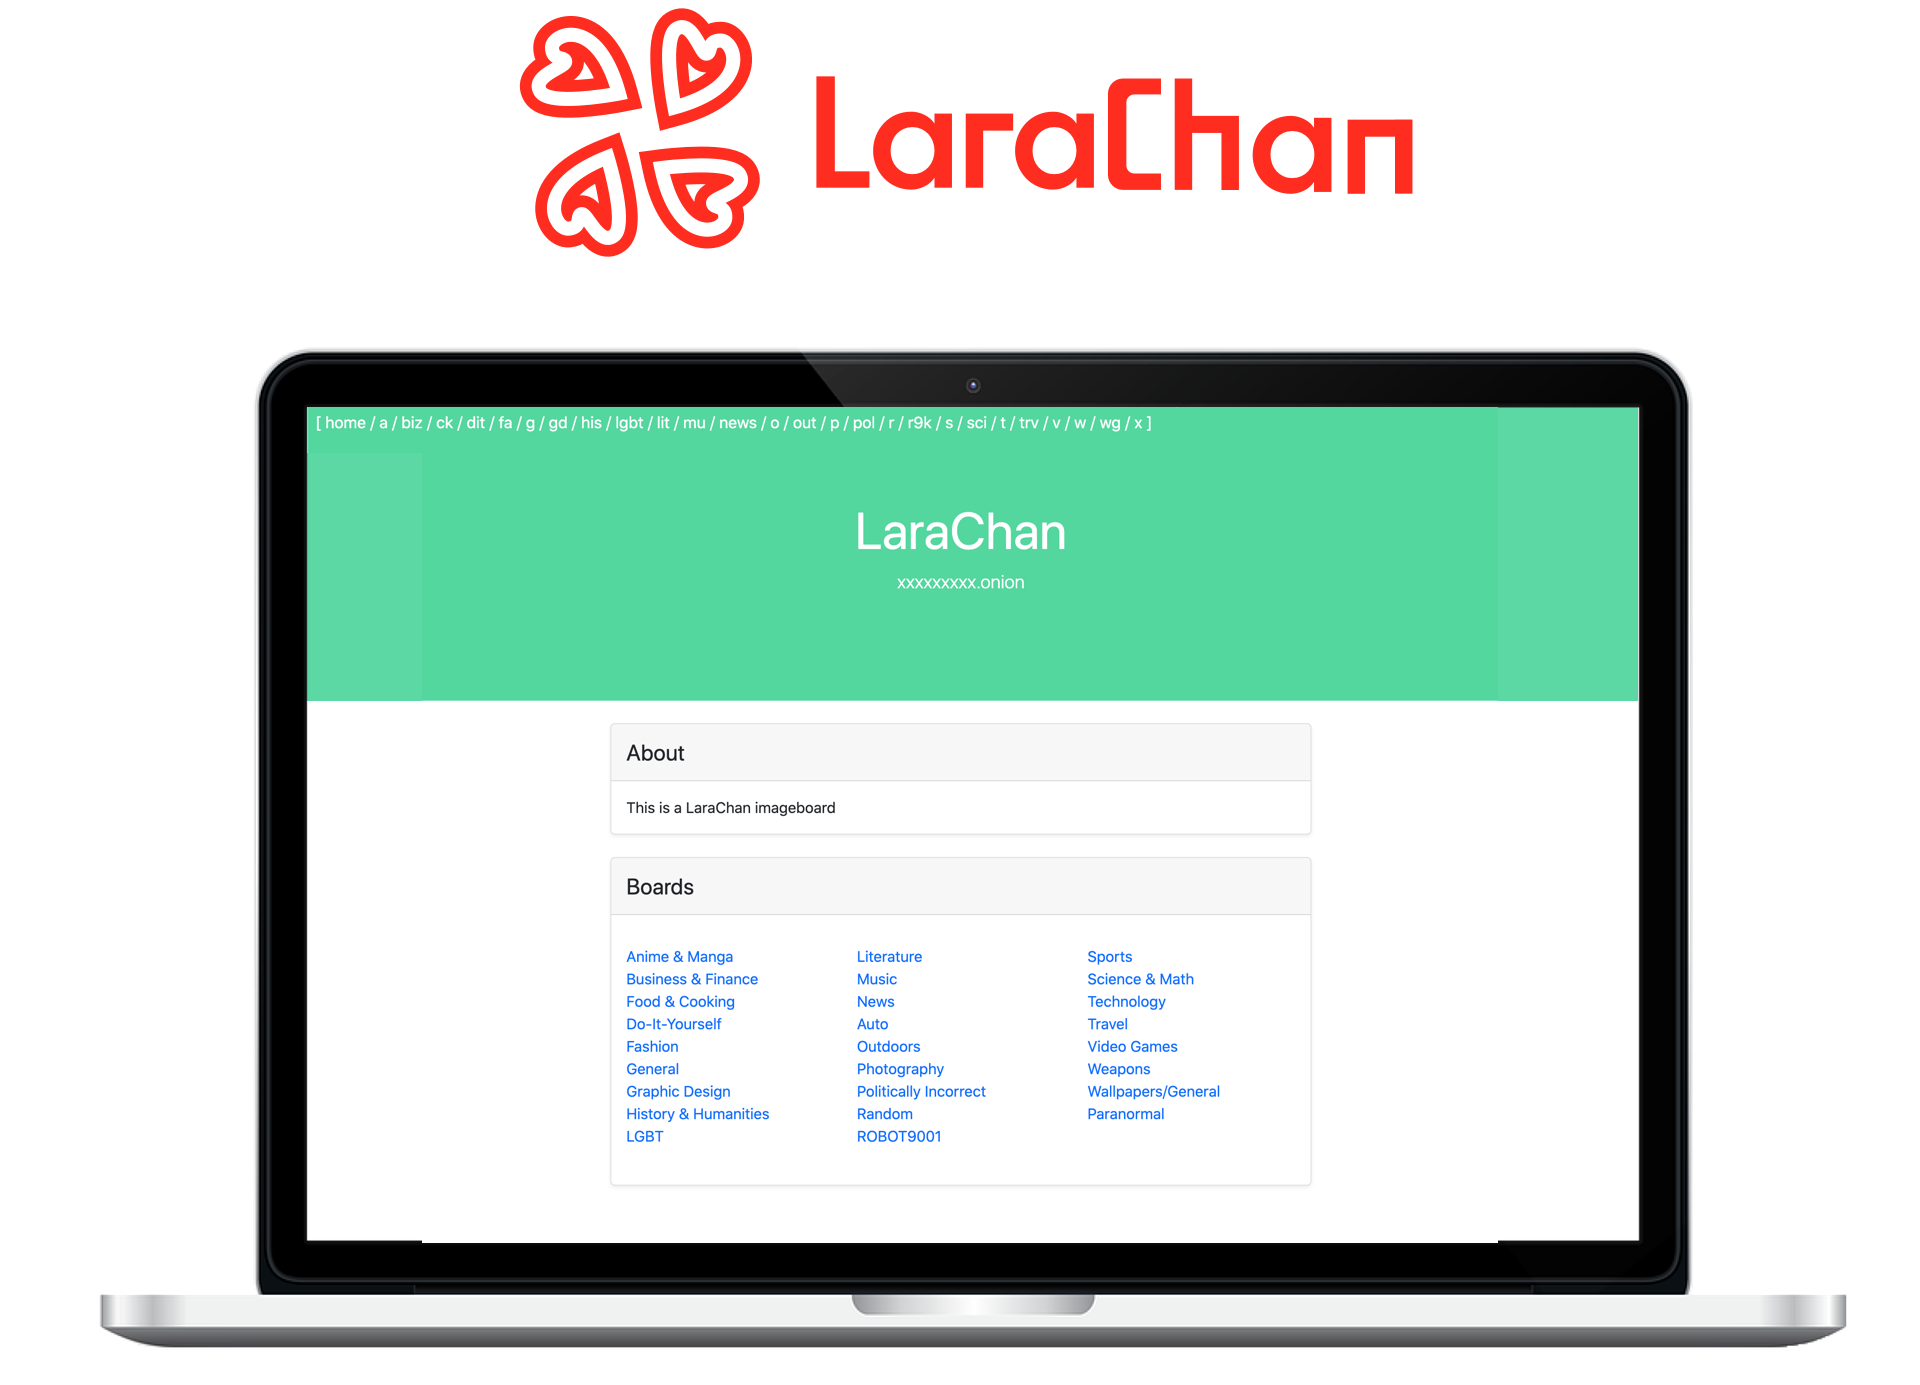 LaraChan
[ home / a / biz / ck / dit / fa / g / gd / his / lgbt / lit / mu / news / o / out / p / pol / r / r9k / s / sci / t / trv / v / w / wg / x ]
LaraChan
xxxxxxxxx.onion
About
This is a LaraChan imageboard
Boards
Anime & Manga
Business & Finance
Food & Cooking
Do-It-Yourself
Fashion
General
Graphic Design
History & Humanities
LGBT
Literature
Music
News
Auto
Outdoors
Photography
Politically Incorrect
Random
ROBOT9001
Sports
Science & Math
Technology
Travel
Video Games
Weapons
Wallpapers/General
Paranormal